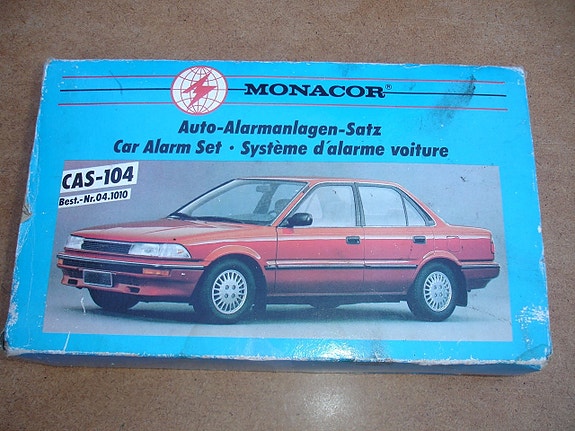 MONACOR®
Auto-Alarmanlagen-Satz
Car Alarm Set · Système d'alarme voiture
CAS-104
Best.-Nr.04.1010